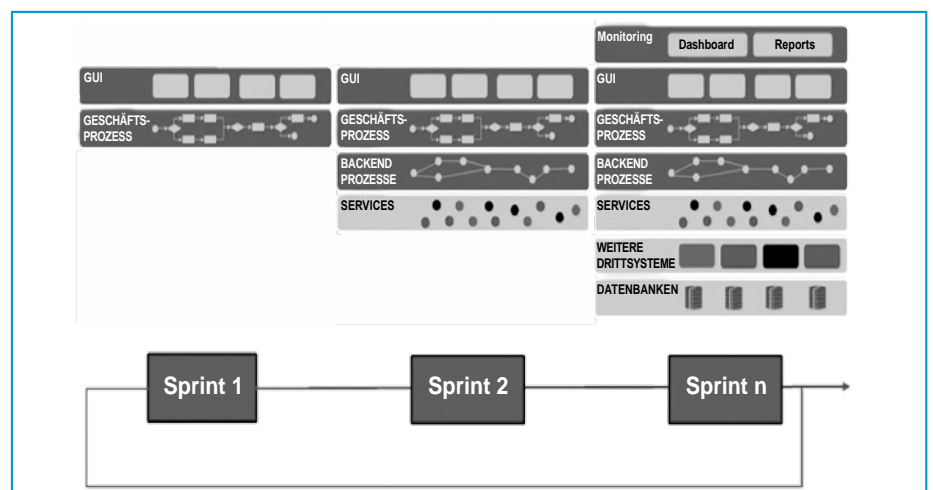 Monitoring
Dashboard
Reports
GUI
GUI
GUI
GESCHÄFTS-
PROZESS
GESCHÄFTS-
PROZESS
GESCHÄFTS-
PROZESS
BACKEND
PROZESSE
BACKEND
PROZESSE
SERVICES
SERVICES
WEITERE
DRITTSYSTEME
DATENBANKEN
Sprint 1
Sprint 2
Sprint n